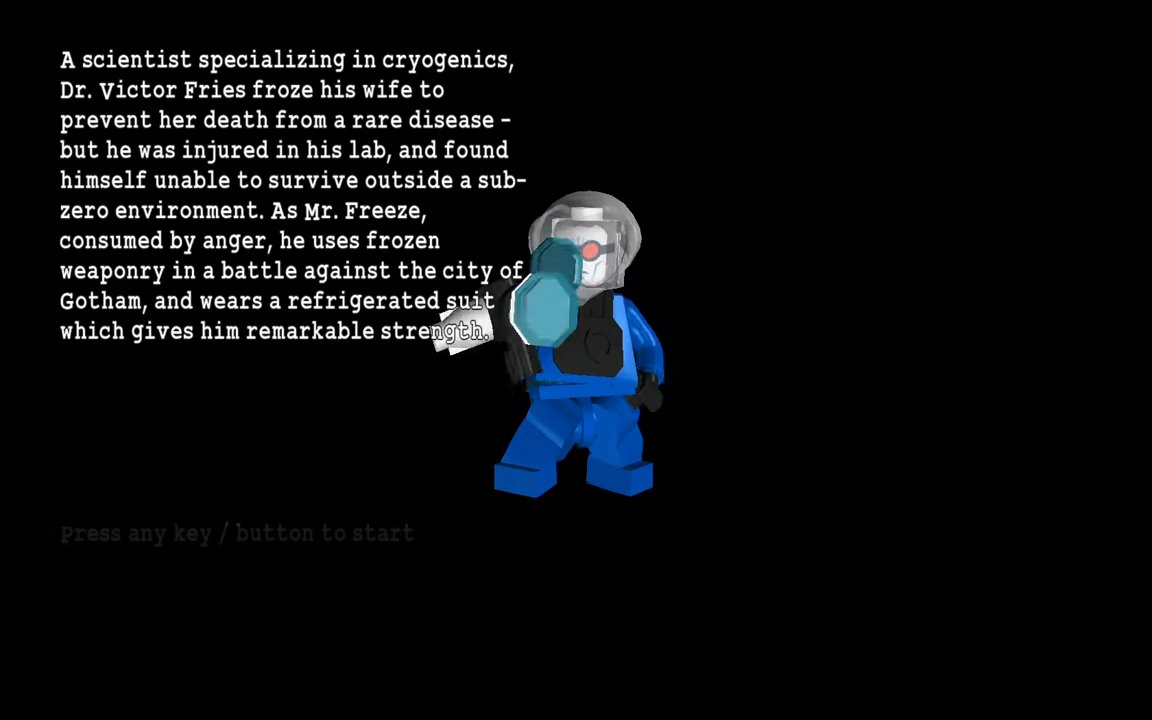 A scientist specializing in cryogenics,
Dr. Victor Fries froze his wife to
prevent her death from a rare disease -
but he was injured in his lab, and found
himself unable to survive outside a sub-
zero environment. As Mr. Freeze,
consumed by anger, he uses frozen
weaponry in a battle against the city of
Gotham, and wears a refrigerated suit
which gives him remarkable strength.
Press any key / button to start